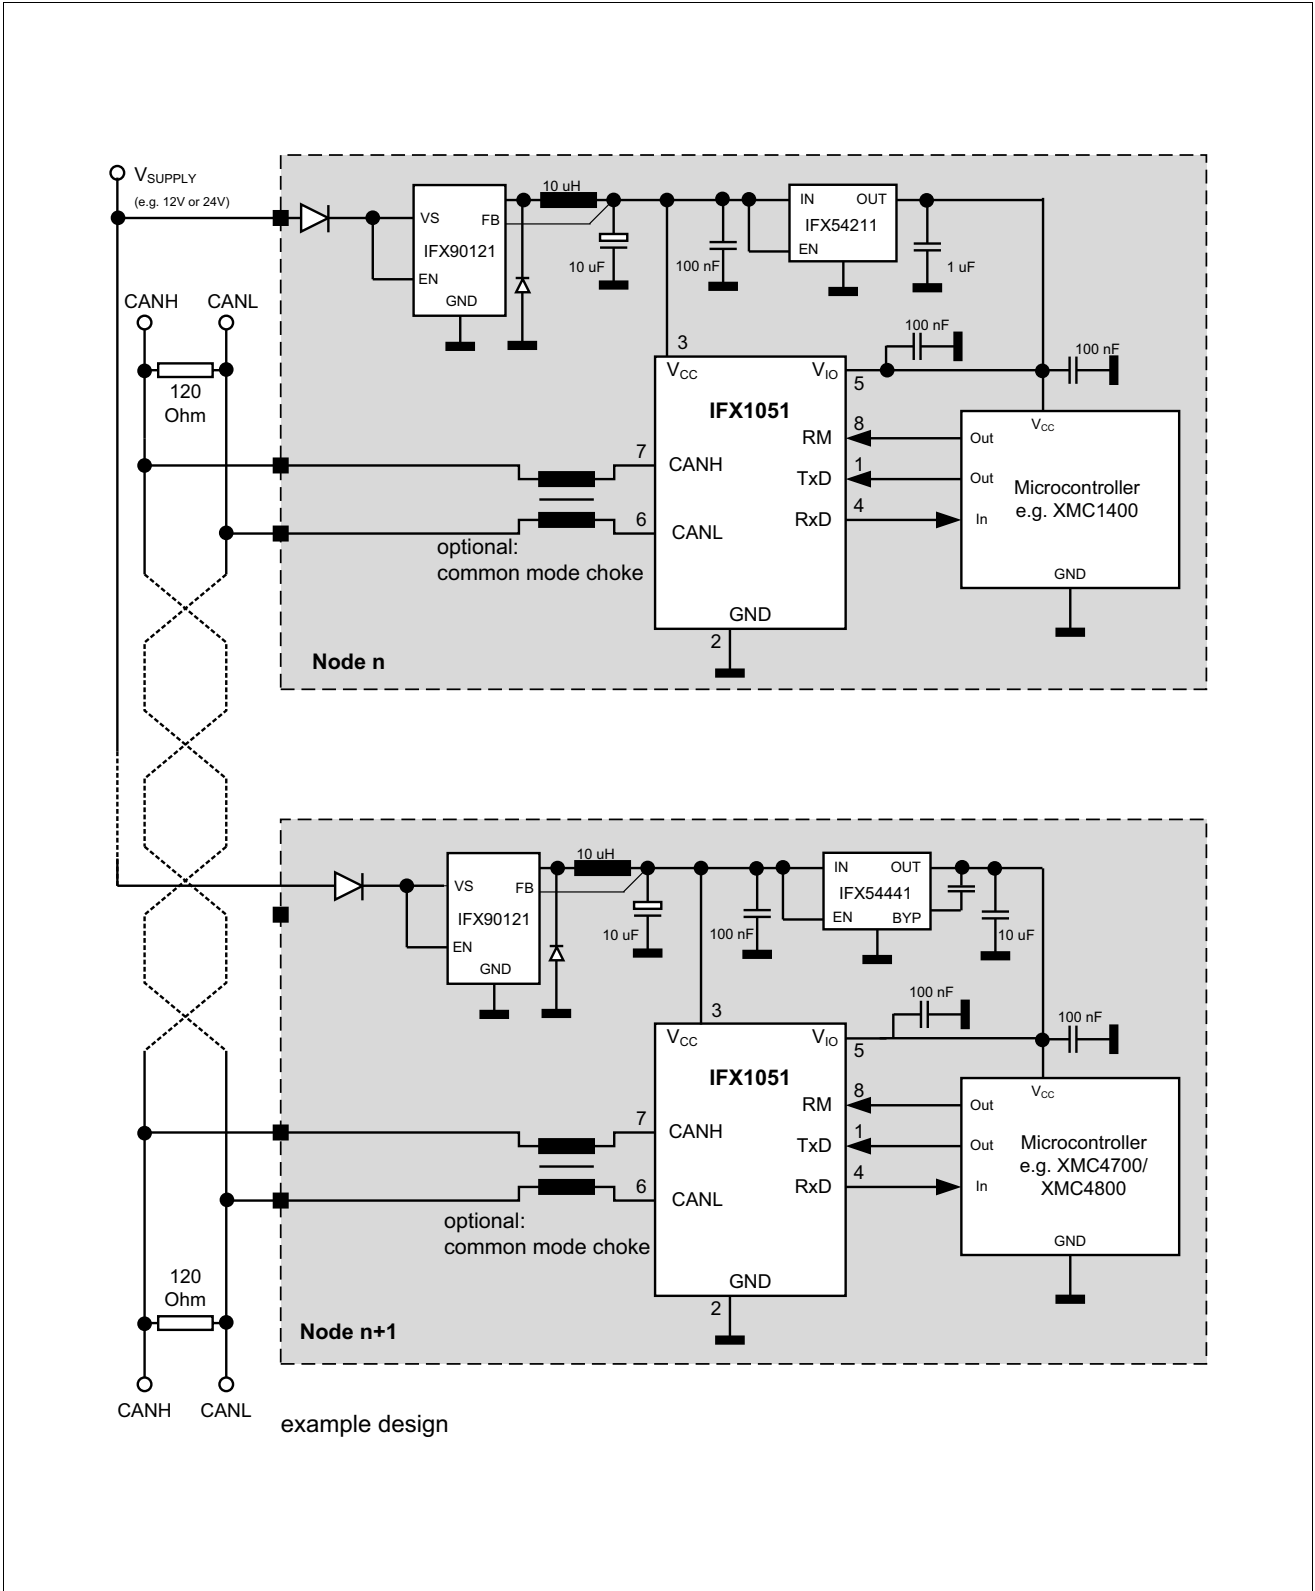 VSUPPLY
(e.g. 12V or 24V)
CANH
CANL
120
Ohm
VS
FB
IFX90121
EN
GND
10 uH
10 uF
100 nF
IN
OUT
IFX54211
EN
1 uF
100 nF
100 nF
3
VCC
VIO
5
IFX1051
RM
8
TxD
1
RxD
4
7
CANH
6
CANL
GND
2
VCC
Out
Out
In
Microcontroller
e.g. XMC1400
GND
optional:
common mode choke
Node n
VS
FB
IFX90121
EN
GND
10 uH
10 uF
100 nF
IN
OUT
IFX54441
EN
BYP
10 uF
100 nF
100 nF
3
VCC
VIO
5
IFX1051
RM
8
TxD
1
RxD
4
7
CANH
6
CANL
GND
2
VCC
Out
Out
In
Microcontroller
e.g. XMC4700/
XMC4800
GND
optional:
common mode choke
120
Ohm
Node n+1
CANH
CANL
example design